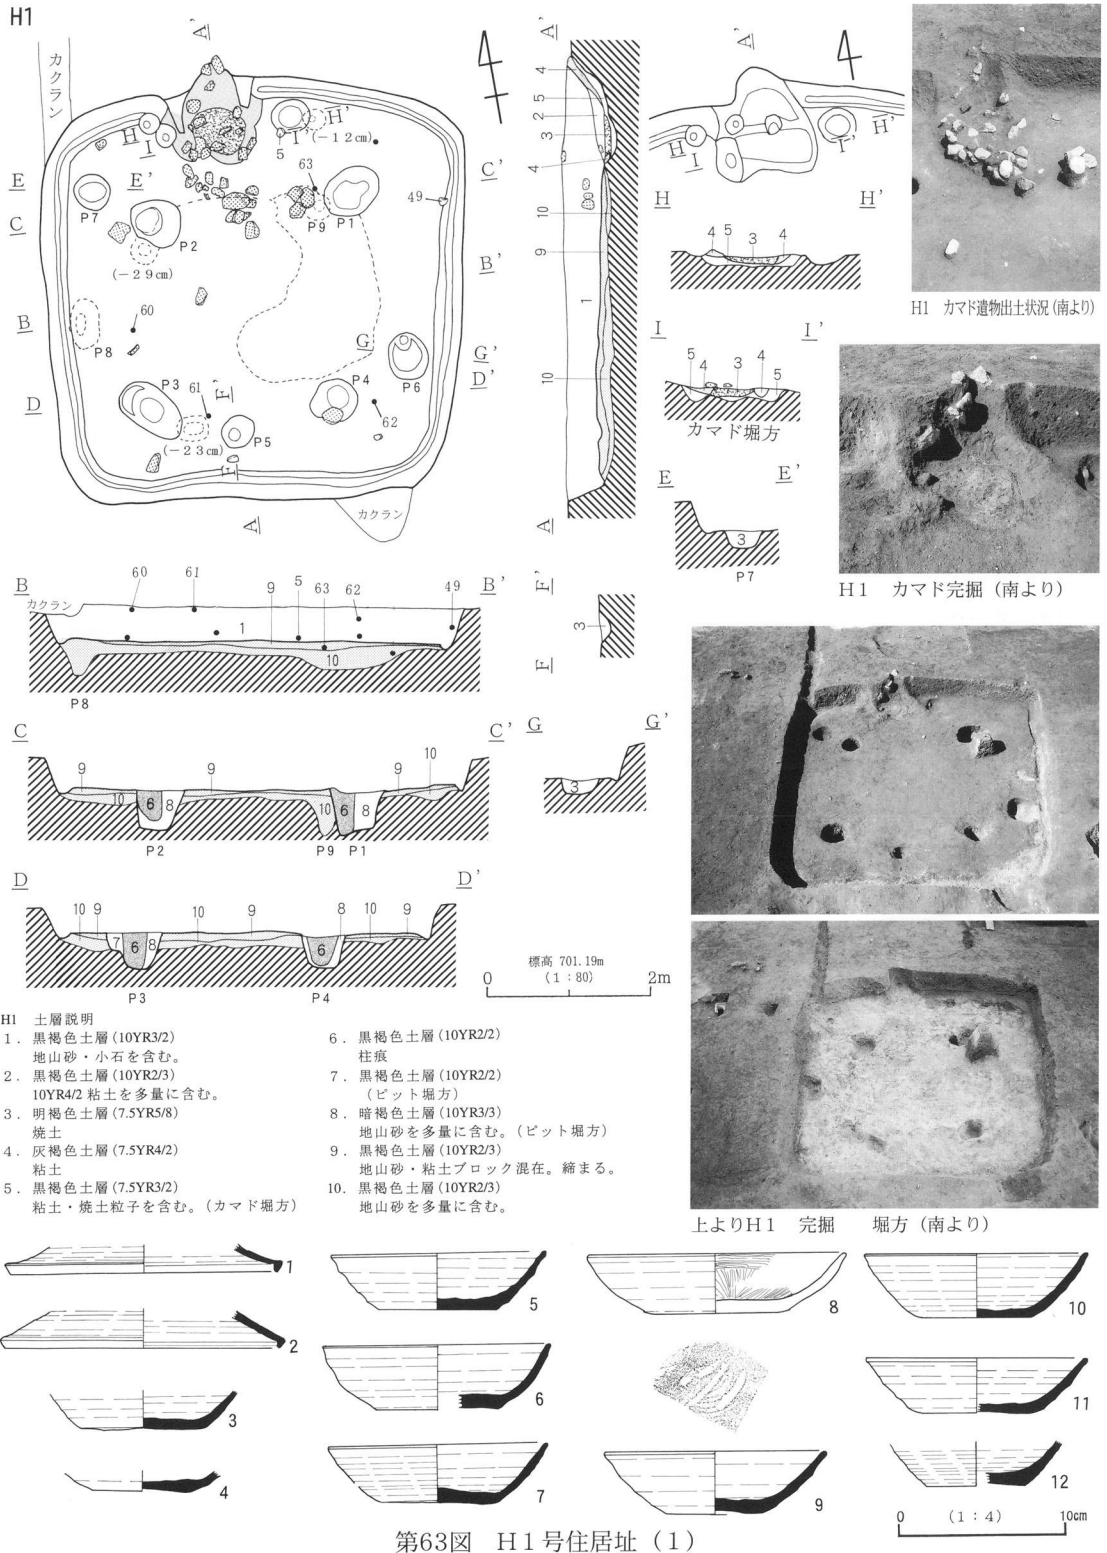 H1
カクラン
A'
H
I
5
I'
H'
(−12cm)
63
49
E
E'
C'
C
P7
P2
P9
P1
(−29cm)
B'
B
P8
60
G
G'
D'
P6
D
P3
61
F'
P4
62
P5
(−23cm)
F
A
カクラン
A'
4
5
2
3
4
10
9
1
10
A
A'
H
I
I'
H'
H
H'
4 5 3 4
I
I'
5 4 3 4 5
カマド堀方
E
E'
3
P7
H1 カマド遺物出土状況(南より)
H1 カマド完掘(南より)
B
60 61 9 5 63 62 49
B'
カクラン
1
10
P8
F'
3
F
C
C'
9 9 9 10
10 6 8 10 6 8
P2 P9 P1
G
G'
3
D
D'
10 9 10 9 8 10 9
7 6 8 6
P3 P4
標高 701.19m
(1:80)
0 2m
H1 土層説明
1. 黒褐色土層(10YR3/2)
地山砂・小石を含む。
2. 黒褐色土層(10YR2/3)
10YR4/2 粘土を多量に含む。
3. 明褐色土層(7.5YR5/8)
焼土
4. 灰褐色土層(7.5YR4/2)
粘土
5. 黒褐色土層(7.5YR3/2)
粘土・焼土粒子を含む。(カマド堀方)
6. 黒褐色土層(10YR2/2)
柱痕
7. 黒褐色土層(10YR2/2)
(ピット堀方)
8. 暗褐色土層(10YR3/3)
地山砂を多量に含む。(ピット堀方)
9. 黒褐色土層(10YR2/3)
地山砂・粘土ブロック混在。締まる。
10. 黒褐色土層(10YR2/3)
地山砂を多量に含む。
上よりH1 完掘 堀方(南より)
1
2
3
4
5
6
7
8
9
10
11
12
0 (1:4) 10cm
第63図 H1号住居址(1)